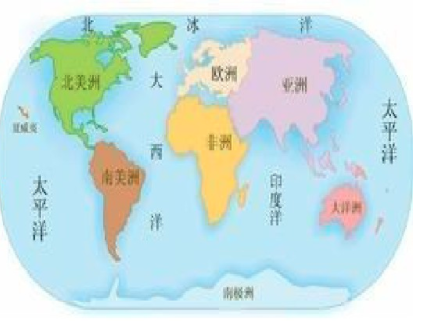 北 冰 洋
北美洲
大 西 洋
欧洲
亚洲
太平洋
夏威夷
非洲
南美洲
太平洋
印度洋
大洋洲
南极洲